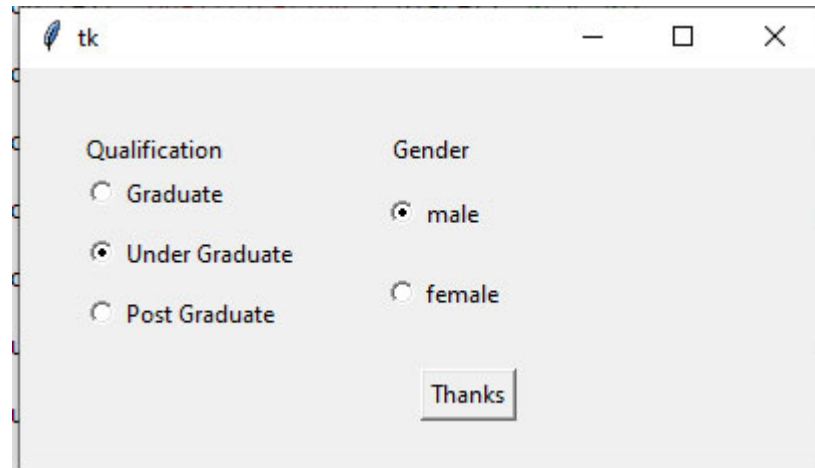 tk
Qualification
Graduate
Under Graduate
Post Graduate
Gender
male
female
Thanks